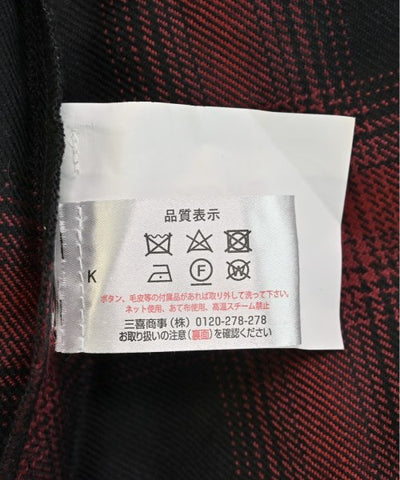 品質表示
F W
K
ボタン、毛皮等の付属品があれば取り外して洗って下さい。
ネット使用、あて布使用、高温スチーム禁止
三喜商事（株）0120-278-278
お取り扱いの注意（裏面）を確認ください